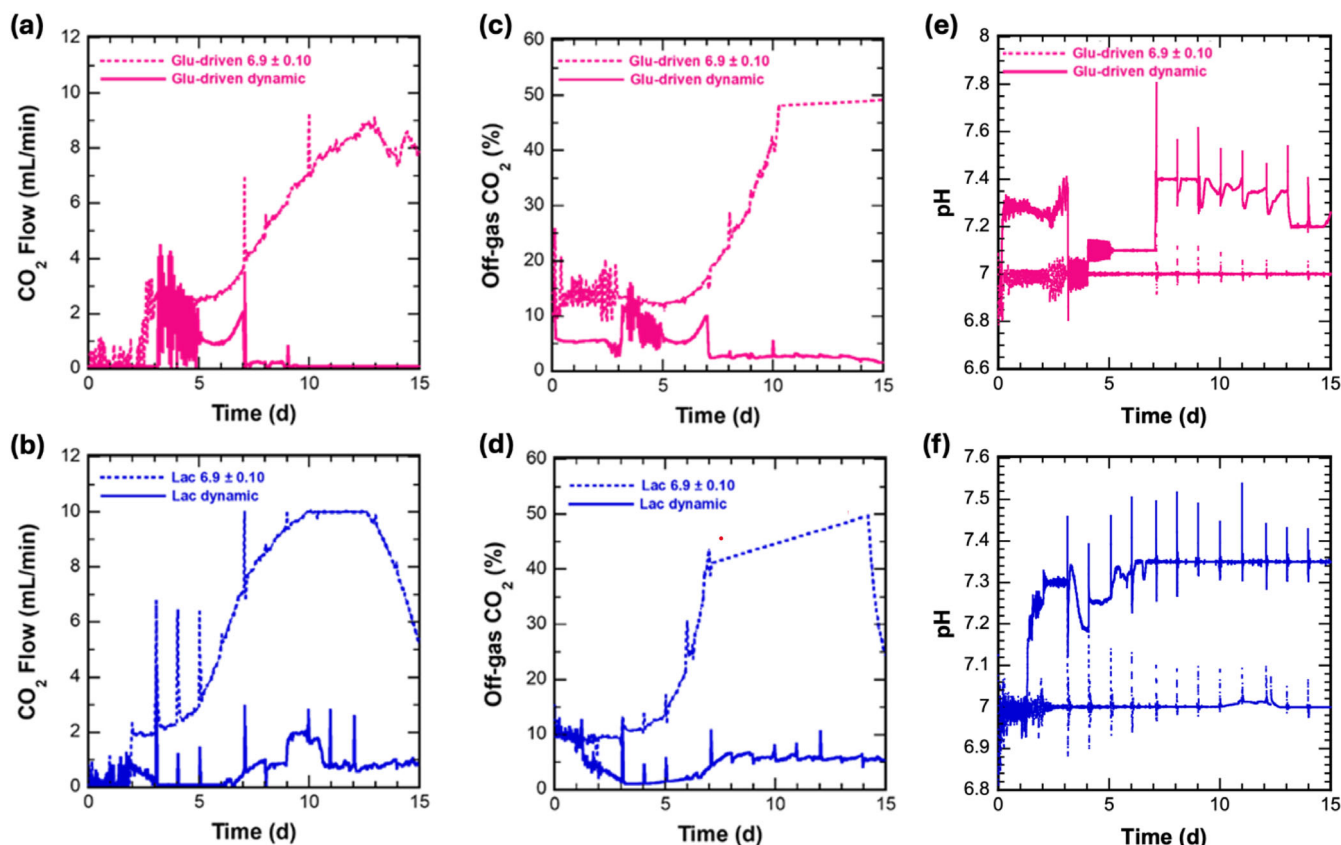 (a)
12
10
8
6
4
2
0
CO2 Flow (mL/min)
Glu-driven 6.9 ± 0.10
Glu-driven dynamic
0 5 10 15
Time (d)
(c)
60
50
40
30
20
10
0
Off-gas CO2 (%)
Glu-driven 6.9 ± 0.10
Glu-driven dynamic
0 5 10 15
Time (d)
(e)
8
7.8
7.6
7.4
7.2
7
6.8
6.6
pH
Glu-driven 6.9 ± 0.10
Glu-driven dynamic
0 5 10 15
Time (d)
(b)
12
10
8
6
4
2
0
CO2 Flow (mL/min)
Lac 6.9 ± 0.10
Lac dynamic
0 5 10 15
Time (d)
(d)
60
50
40
30
20
10
0
Off-gas CO2 (%)
Lac 6.9 ± 0.10
Lac dynamic
0 5 10 15
Time (d)
(f)
7.6
7.5
7.4
7.3
7.2
7.1
7
6.9
6.8
pH
0 5 10 15
Time (d)